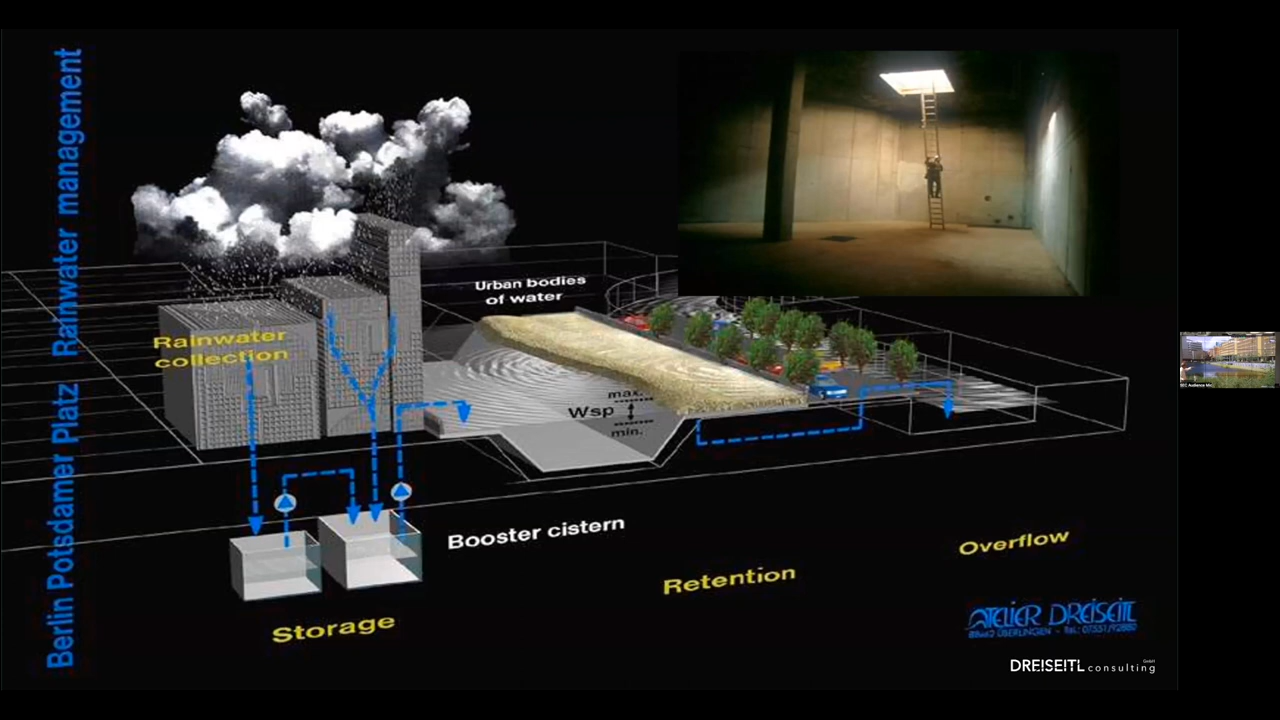 Berlin Potsdamer Platz Rainwater management
Rainwater
collection
Urban bodies
of water
max.
Wsp
min.
Booster cistern
Storage
Retention
Overflow
ATELIER DREISEITL
DREISEITL consulting
GmbH